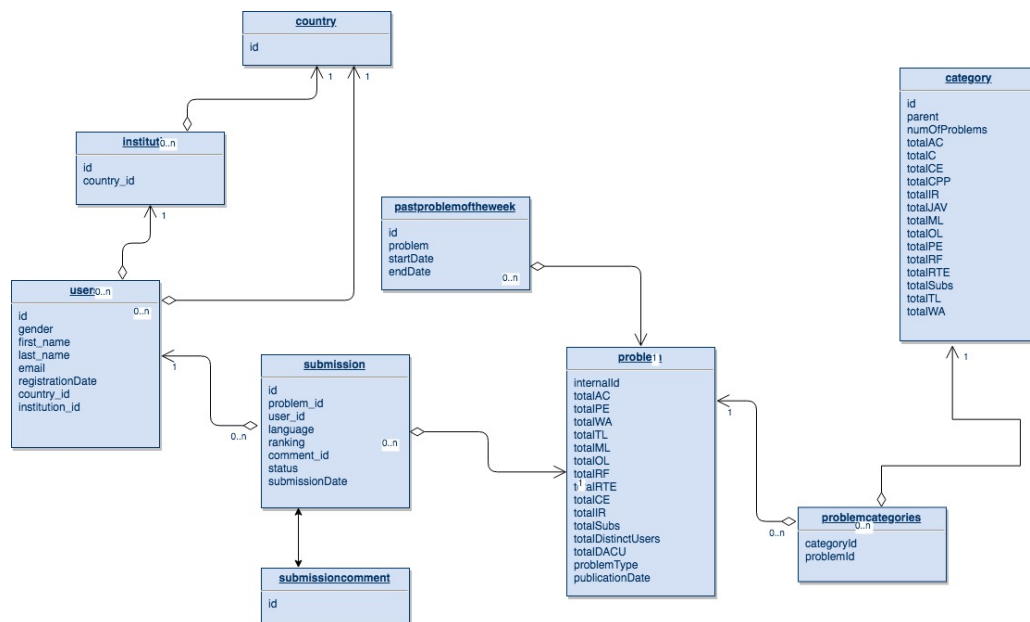 country
id
1
1
category
id
parent
numOfProblems
totalAC
totalC
totalCE
totalCPP
totalIR
totalJAV
totalML
totalOL
totalPE
totalRF
totalRTE
totalSubs
totalTL
totalWA
1
0..n
id
country_id
1
pastproblemoftheweek
id
problem
startDate
endDate
0..n
user
0..n
0..n
id
gender
first_name
last_name
email
registrationDate
country_id
institution_id
1
0..n
submission
id
problem_id
user_id
language
ranking
0..n
comment_id
status
submissionDate
1
internalId
totalAC
totalPE
totalWA
totalTL
totalML
totalOL
totalRF
1
totalCE
totalIR
totalSubs
totalDistinctUsers
totalDACU
problemType
publicationDate
1
0..n
problemcategories
0..n
categoryId
problemId
submissioncomment
id